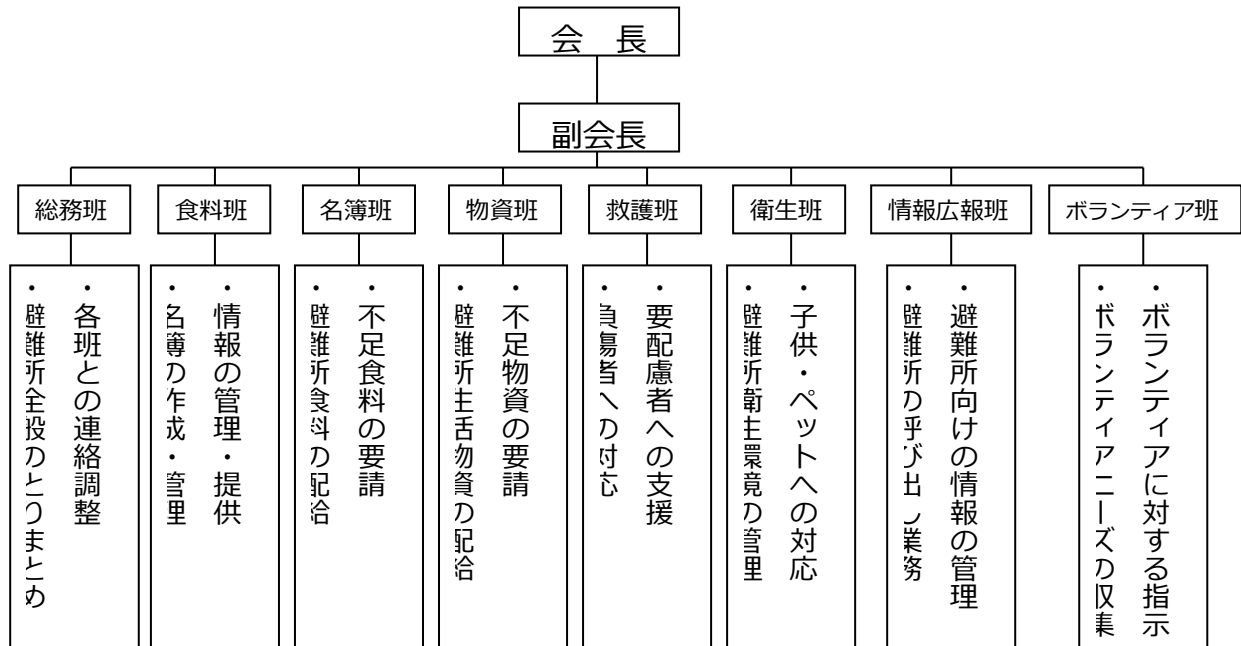 会　長
副会長
総務班
食料班
名簿班
物資班
救護班
衛生班
情報広報班
ボランティア班
・各班との連絡調整
・避難所全般のとりまとめ
・情報の管理・提供
・名簿の作成・管理
・不足食料の要請
・避難所食料の配給
・不足物資の要請
・避難所生活物資の配給
・要配慮者への支援
・負傷者への対応
・子供・ペットへの対応
・避難所衛生環境の管理
・避難所向けの情報の管理
・避難所の呼び出し業務
・ボランティアに対する指示
・ボランティアニーズの収集